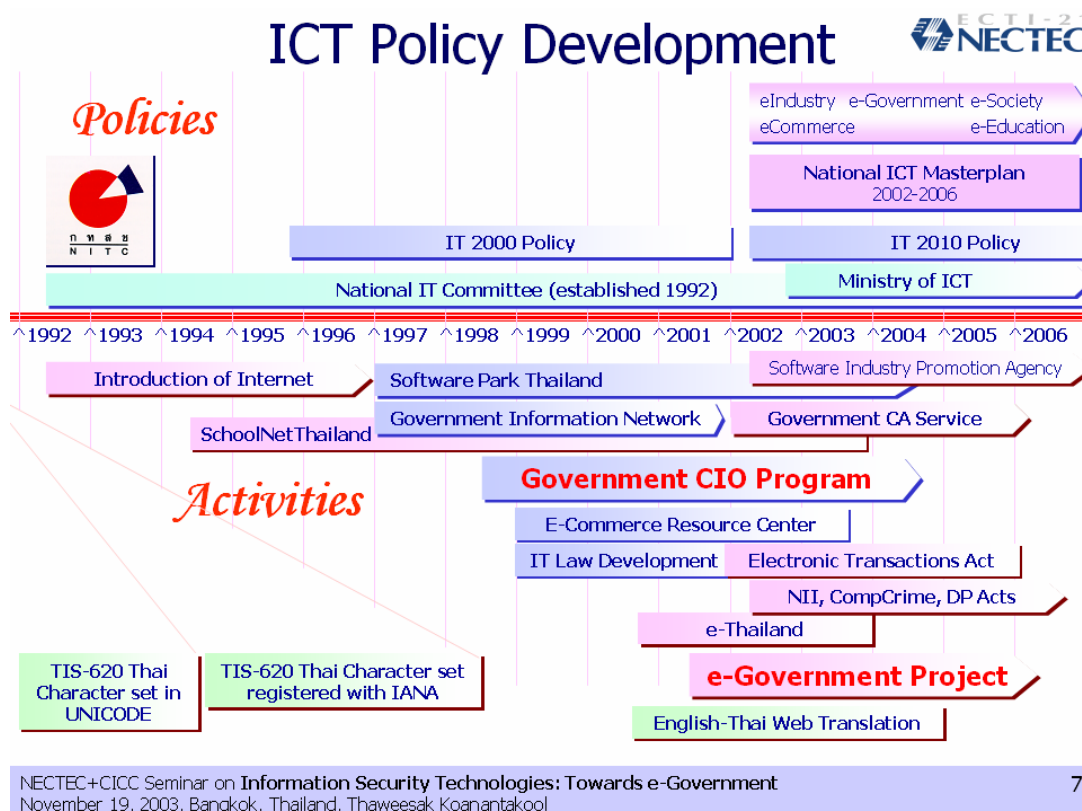 ICT Policy Development
ECTI-2
NECTEC
Policies
eIndustry e-Government e-Society
eCommerce e-Education
National ICT Masterplan
2002-2006
ก ท ส ช
N I T C
IT 2000 Policy
IT 2010 Policy
National IT Committee (established 1992)
Ministry of ICT
^1992 ^1993 ^1994 ^1995 ^1996 ^1997 ^1998 ^1999 ^2000 ^2001 ^2002 ^2003 ^2004 ^2005 ^2006
Introduction of Internet
Software Park Thailand
Software Industry Promotion Agency
SchoolNetThailand
Government Information Network
Government CA Service
Activities
Government CIO Program
E-Commerce Resource Center
IT Law Development
Electronic Transactions Act
NII, CompCrime, DP Acts
e-Thailand
TIS-620 Thai
Character set in
UNICODE
TIS-620 Thai Character set
registered with IANA
e-Government Project
English-Thai Web Translation
NECTEC+CICC Seminar on Information Security Technologies: Towards e-Government
November 19, 2003, Bangkok, Thailand, Thaweesak Koanantakool
7